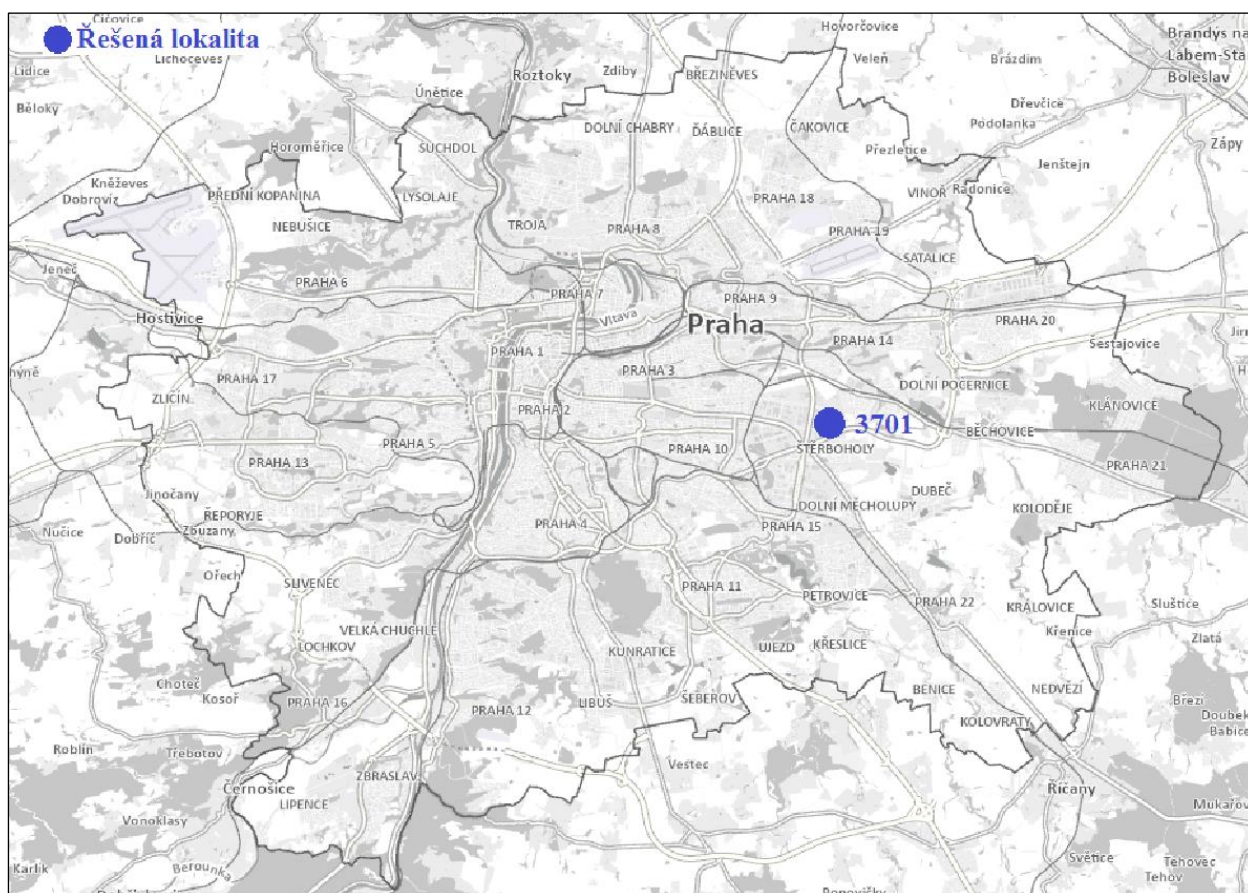 Číčovice
Hovorčovice
Řešená lokalita
Brandýs na
Labem-Sta
Boleslav
Lidice
Lichoceves
Roztoky
Zdiby
BŘEZINĚVES
Veleň
Brázdim
Únětice
Běloky
Dřevčice
DOLNÍ CHABRY
ĎÁBLICE
ČAKOVICE
Podolanka
Zápy
Horoměřice
SUCHDOL
Přezletice
Jenštejn
Kněževes
Dobrovíz
PŘEDNÍ KOPANINA
LYSOLAJE
PRAHA 18
VINOŘ
Radonice
NEBUŠICE
TROJA
PRAHA 8
PRAHA 19
SATALICE
Jeneč
PRAHA 6
PRAHA 7
PRAHA 9
Hostivice
Vltava
Praha
PRAHA 20
PRAHA 14
Šestajovice
PRAHA 1
PRAHA 3
PRAHA 17
DOLNÍ POČERNICE
ZLIČÍN
PRAHA 2
KLÁNOVICE
3701
BĚCHOVICE
PRAHA 5
PRAHA 10
ŠTĚRBOHOLY
PRAHA 13
PRAHA 21
Jinočany
DUBEČ
DOLNÍ MĚCHOLUPY
KOLODĚJE
ŘEPORYJE
Zbuzany
Nučice
Dobříč
PRAHA 4
PRAHA 15
Ořech
SLIVENEC
PRAHA 11
PETROVICE
PRAHA 22
KRÁLOVICE
Sluštice
VELKÁ CHUCHLE
Křenice
Zlatá
LOCHKOV
KUNRATICE
UJEZD
KŘESLICE
Choteč
Kosoř
PRAHA 16
LIBUŠ
ŠEBEROV
BENICE
NEDVĚZÍ
Březí
PRAHA 12
KOLOVRATY
Doubek
Babice
Roblín
Třebotov
Vestec
ZBRASLAV
Černošice
LIPENCE
Říčany
Mukařov
Vonoklasy
Světice
Karlík
Berounka
Tehovec
Tehov
Popovičky